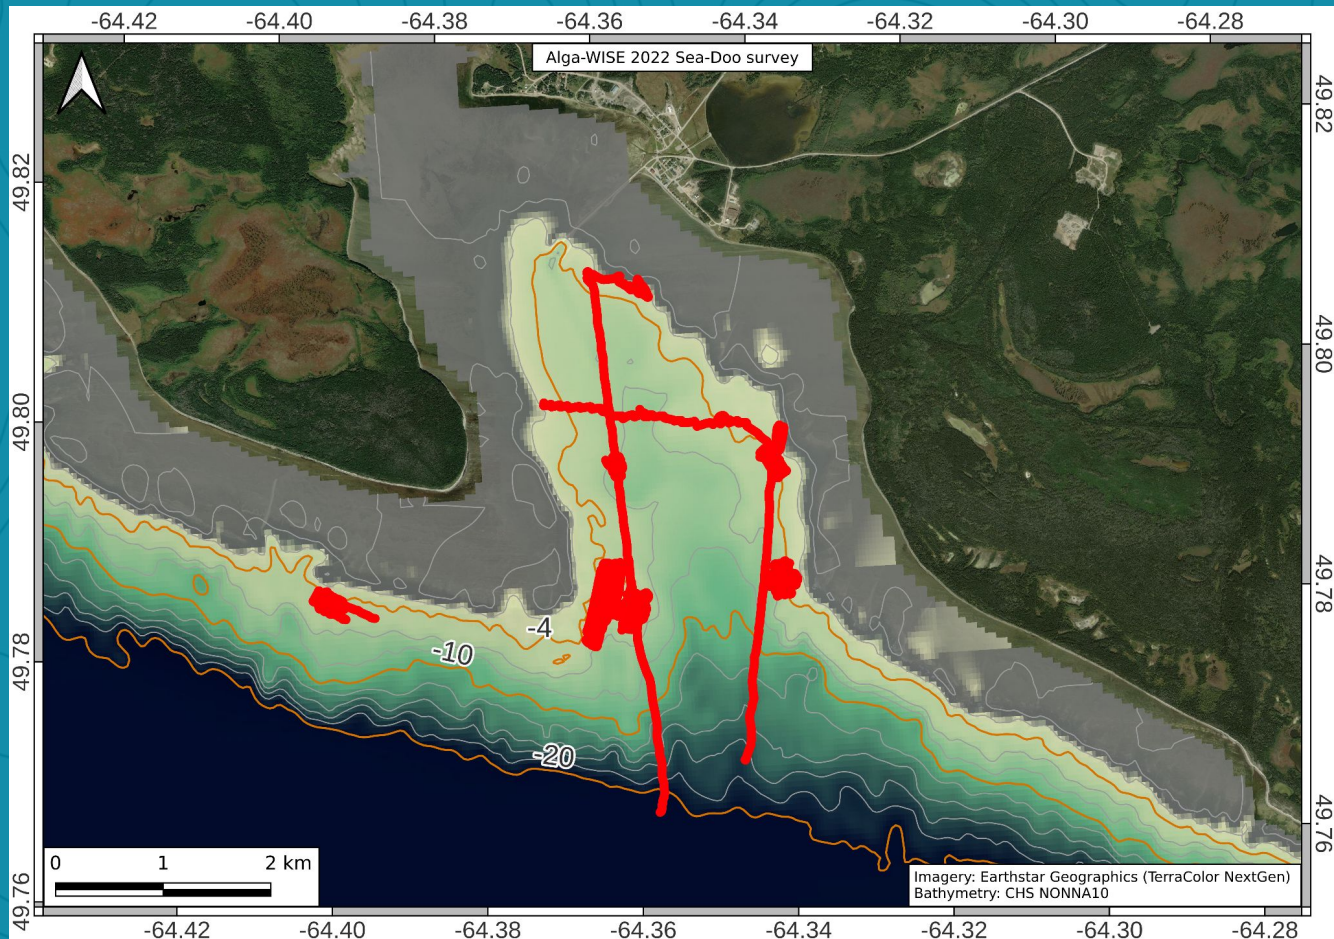 -64.42 -64.40 -64.38 -64.36 -64.34 -64.32 -64.30 -64.28
Alga-WISE 2022 Sea-Doo survey
49.82
49.80
49.78
49.76
49.82
49.80
49.78
49.76
-4
-10
-20
0 1 2 km
Imagery: Earthstar Geographics (TerraColor NextGen)
Bathymetry: CHS NONNA10
-64.42 -64.40 -64.38 -64.36 -64.34 -64.32 -64.30 -64.28